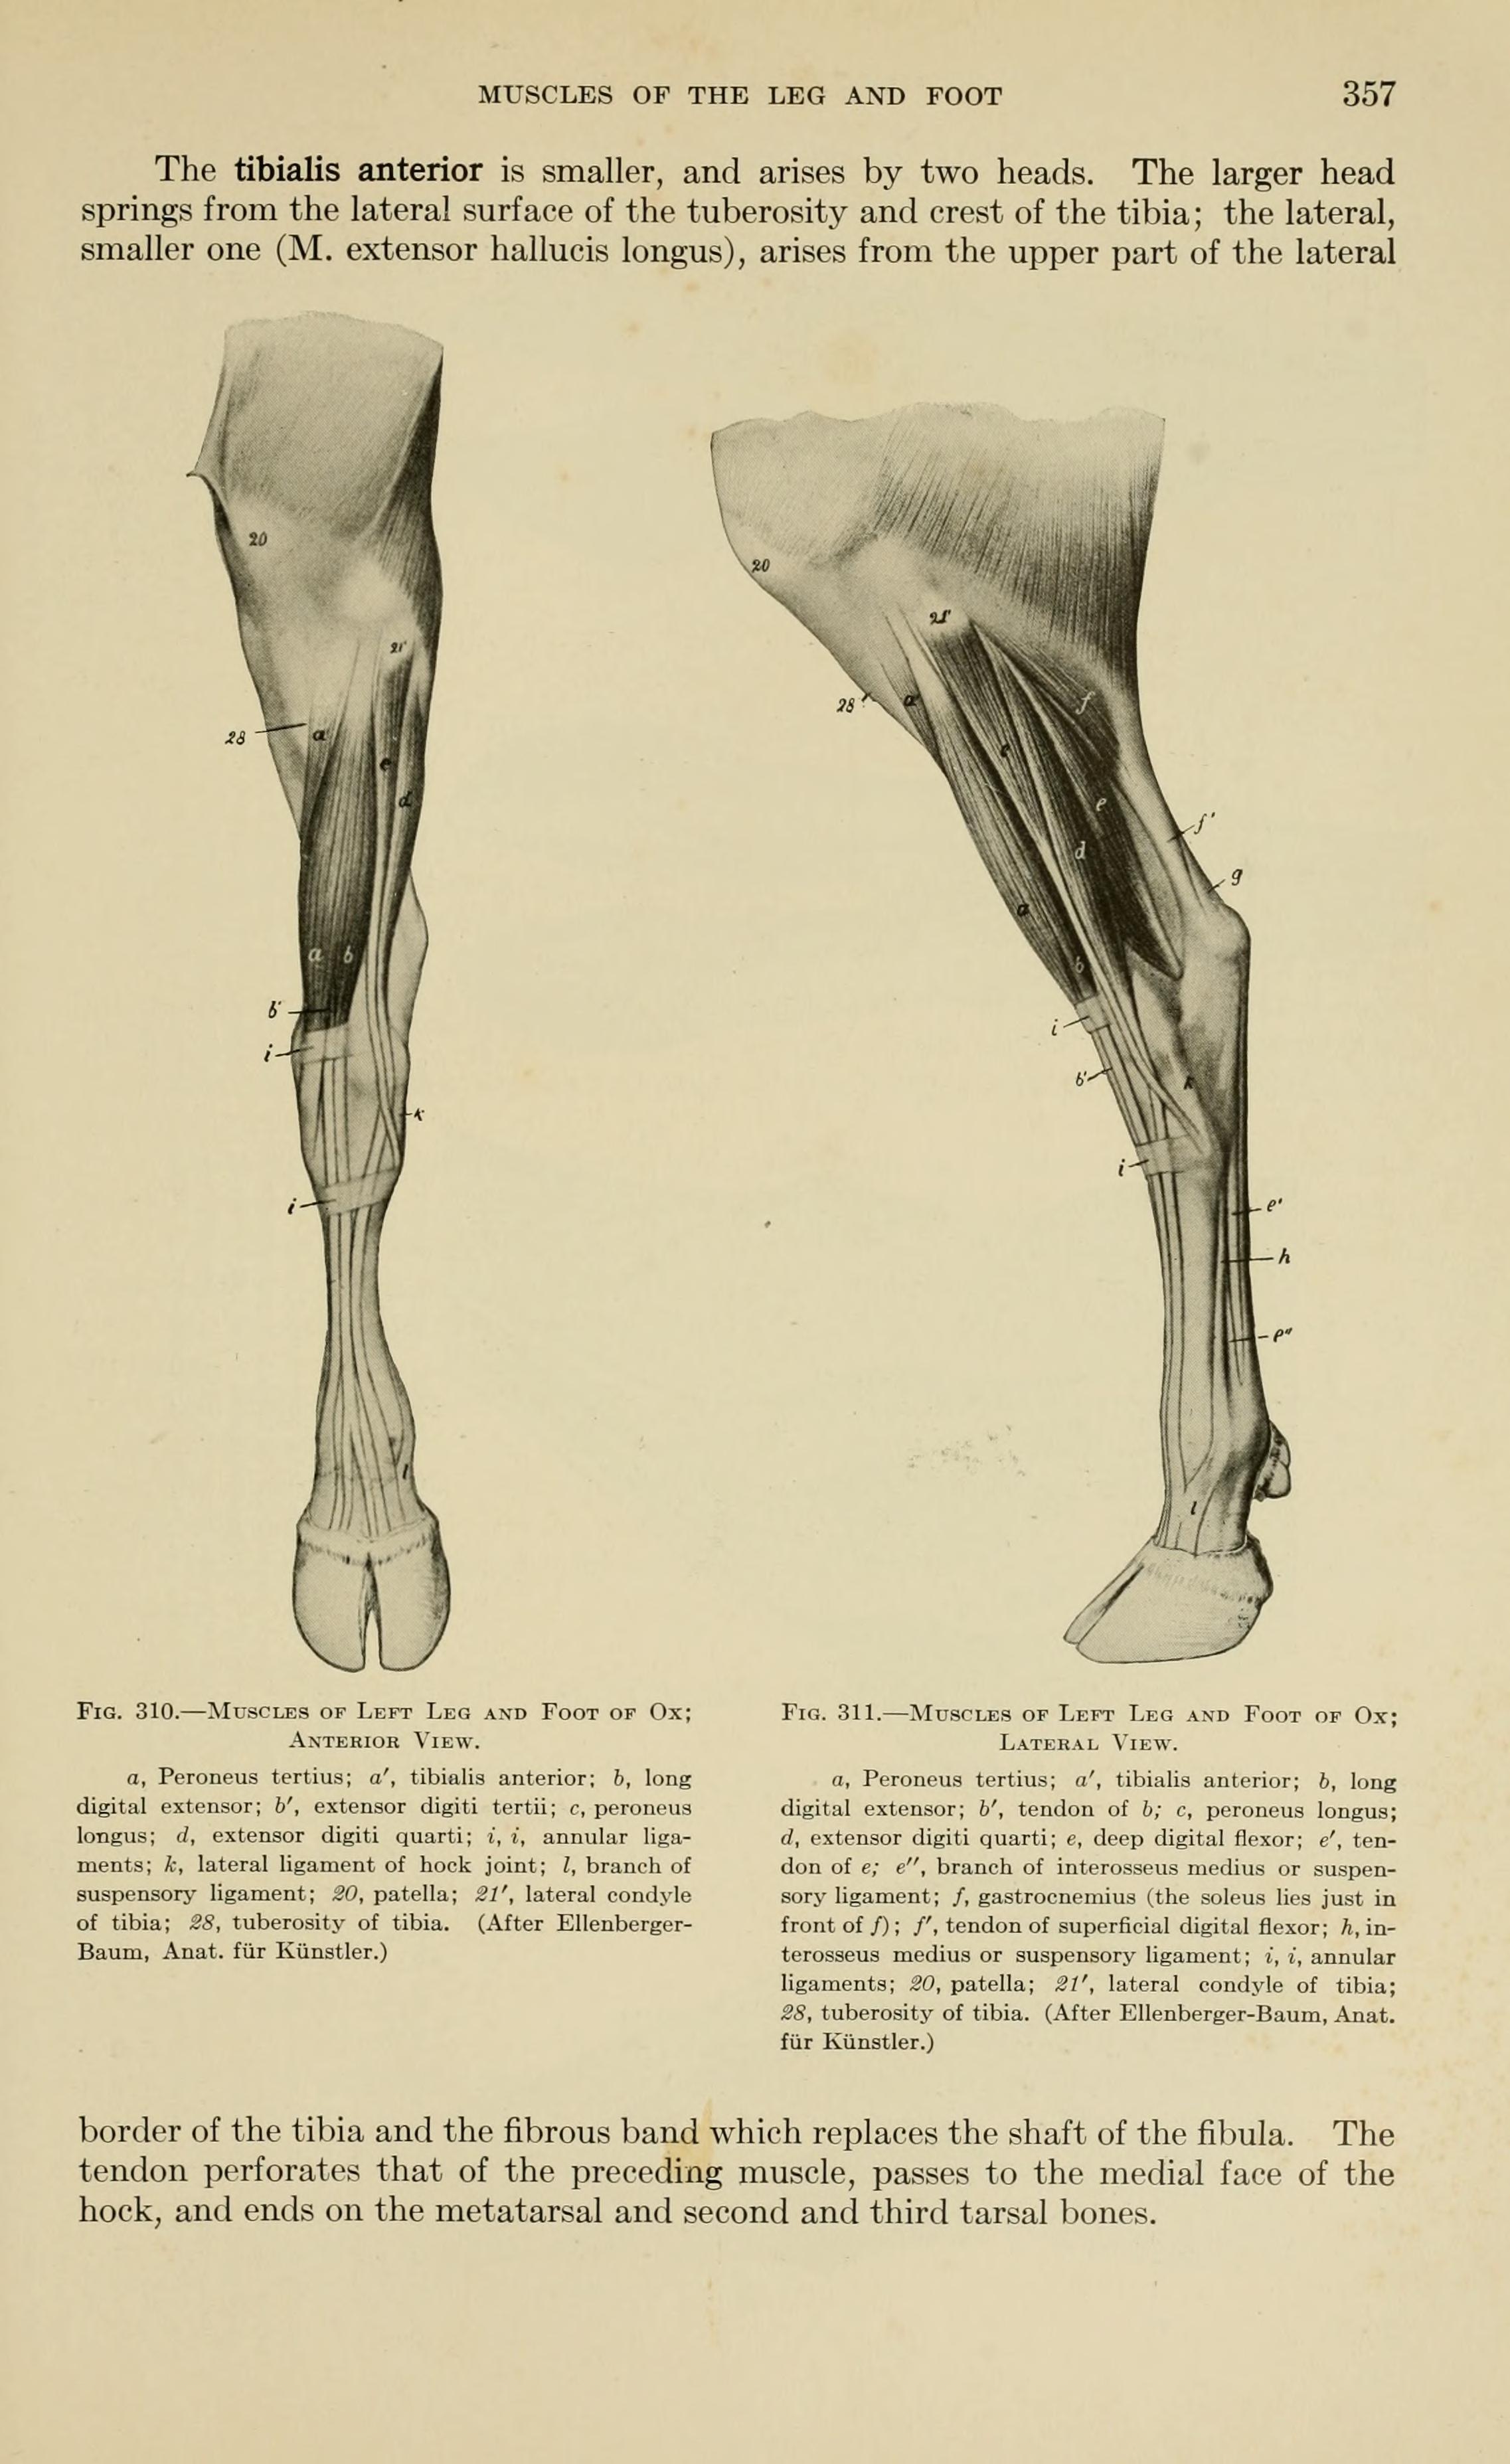 MUSCLES OF THE LEG AND FOOT 357
The tibialis anterior is smaller, and arises by two heads. The larger head
springs from the lateral surface of the tuberosity and crest of the tibia; the lateral,
smaller one (M. extensor hallucis longus), arises from the upper part of the lateral
20
21'
28
a
e
d
a
b
b'
i
k
i
l
20
21'
28
a'
f
e
f'
d
g
a
b
i
b'
k
i
e'
h
e"
l
FIG. 310.—MUSCLES OF LEFT LEG AND FOOT OF OX;
ANTERIOR VIEW.
a, Peroneus tertius; a', tibialis anterior; b, long
digital extensor; b', extensor digiti tertii; c, peroneus
longus; d, extensor digiti quarti; i, i, annular liga-
ments; k, lateral ligament of hock joint; l, branch of
suspensory ligament; 20, patella; 21', lateral condyle
of tibia; 28, tuberosity of tibia. (After Ellenberger-
Baum, Anat. für Künstler.)
FIG. 311.—MUSCLES OF LEFT LEG AND FOOT OF OX;
LATERAL VIEW.
a, Peroneus tertius; a', tibialis anterior; b, long
digital extensor; b', tendon of b; c, peroneus longus;
d, extensor digiti quarti; e, deep digital flexor; e', ten-
don of e; e", branch of interosseus medius or suspen-
sory ligament; f, gastrocnemius (the soleus lies just in
front of f); f', tendon of superficial digital flexor; h, in-
terosseus medius or suspensory ligament; i, i, annular
ligaments; 20, patella; 21', lateral condyle of tibia;
28, tuberosity of tibia. (After Ellenberger-Baum, Anat.
für Künstler.)
border of the tibia and the fibrous band which replaces the shaft of the fibula. The
tendon perforates that of the preceding muscle, passes to the medial face of the
hock, and ends on the metatarsal and second and third tarsal bones.